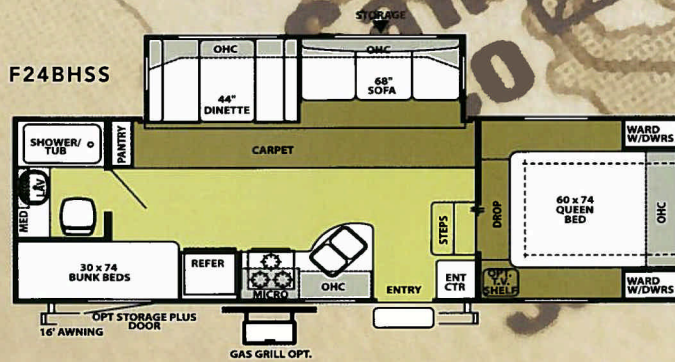 STORAGE
F24BHSS
OHC
OHC
44"
DINETTE
68"
SOFA
SHOWER/
TUB
PANTRY
CARPET
WARD
W/DWRS
MED
LAV
STEPS
DROP
60 x 74
QUEEN
BED
OHC
30 x 74
BUNK BEDS
REFER
MICRO
OHC
ENTRY
ENT
CTR
OPT.
T.V.
SHELF
WARD
W/DWRS
16' AWNING
OPT STORAGE PLUS
DOOR
GAS GRILL OPT.